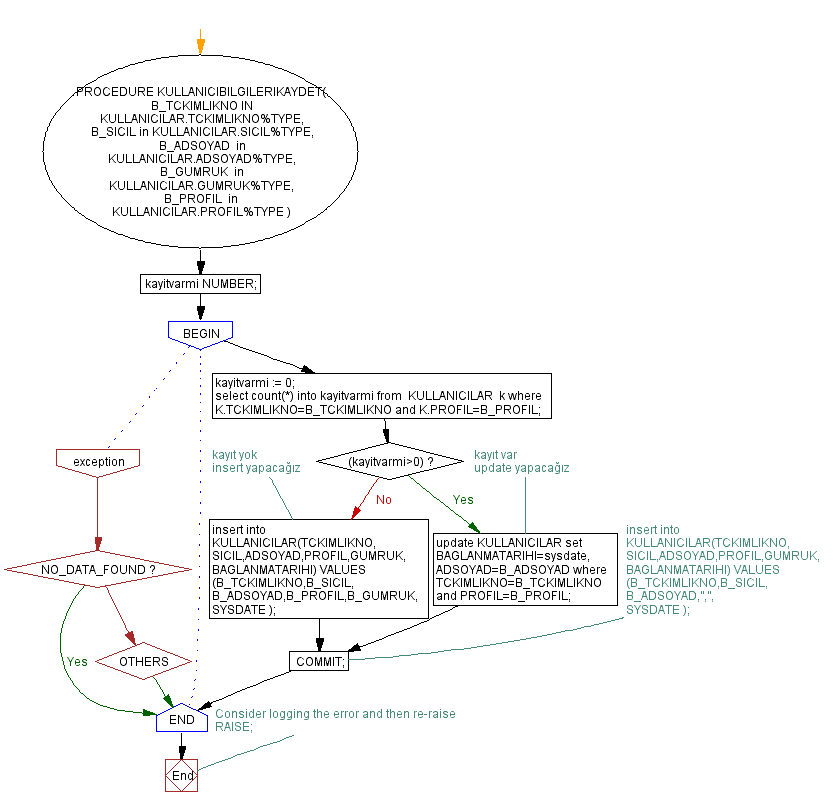 PROCEDURE KULLANICIBILGILERIKAYDET(
B_TCKIMLIKNO IN
KULLANICILAR.TCKIMLIKNO%TYPE,
B_SICIL in KULLANICILAR.SICIL%TYPE,
B_ADSOYAD  in
KULLANICILAR.ADSOYAD%TYPE,
B_GUMRUK  in
KULLANICILAR.GUMRUK%TYPE,
B_PROFIL  in
KULLANICILAR.PROFIL%TYPE )
kayitvarmi NUMBER;
BEGIN
kayitvarmi := 0;
select count(*) into kayitvarmi from  KULLANICILAR  k where
K.TCKIMLIKNO=B_TCKIMLIKNO and K.PROFIL=B_PROFIL;
exception
kayıt yok
insert yapacağız
(kayitvarmi>0) ?
kayıt var
update yapacağız
No
Yes
insert into
KULLANICILAR(TCKIMLIKNO,
SICIL,ADSOYAD,PROFIL,GUMRUK,
BAGLANMATARIHI) VALUES
(B_TCKIMLIKNO,B_SICIL,
B_ADSOYAD,B_PROFIL,B_GUMRUK,
SYSDATE );
update KULLANICILAR set
BAGLANMATARIHI=sysdate,
ADSOYAD=B_ADSOYAD where
TCKIMLIKNO=B_TCKIMLIKNO
and PROFIL=B_PROFIL;
insert into
KULLANICILAR(TCKIMLIKNO,
SICIL,ADSOYAD,PROFIL,GUMRUK,
BAGLANMATARIHI) VALUES
(B_TCKIMLIKNO,B_SICIL,
B_ADSOYAD,'','',
SYSDATE );
NO_DATA_FOUND ?
Yes
OTHERS
COMMIT;
END
Consider logging the error and then re-raise
RAISE;
End